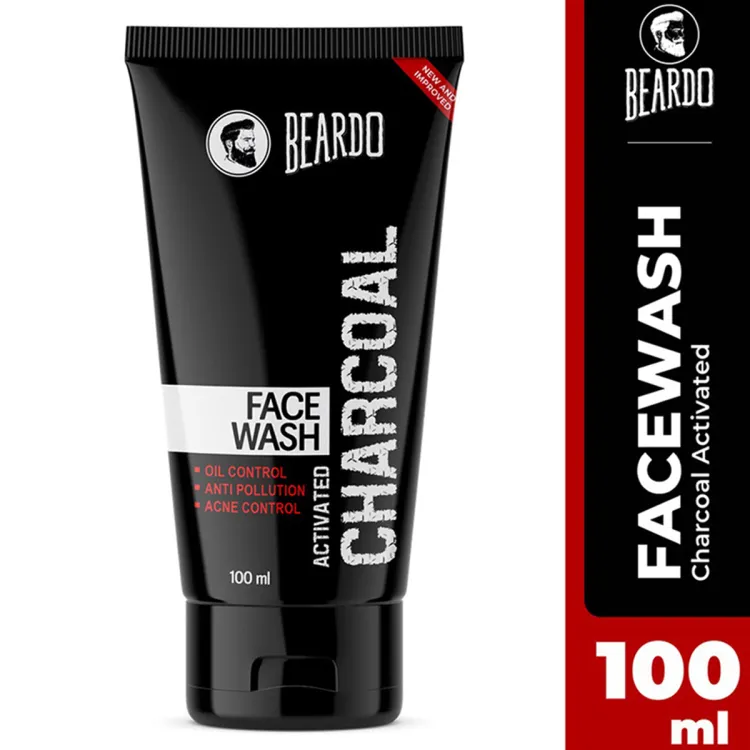 NEW AND
IMPROVED
BEARDO
ACTIVATED
CHARCOAL
FACE
WASH
OIL CONTROL
ANTI POLLUTION
ACNE CONTROL
100 ml
BEARDO
FACEWASH
Charcoal Activated
100
ml